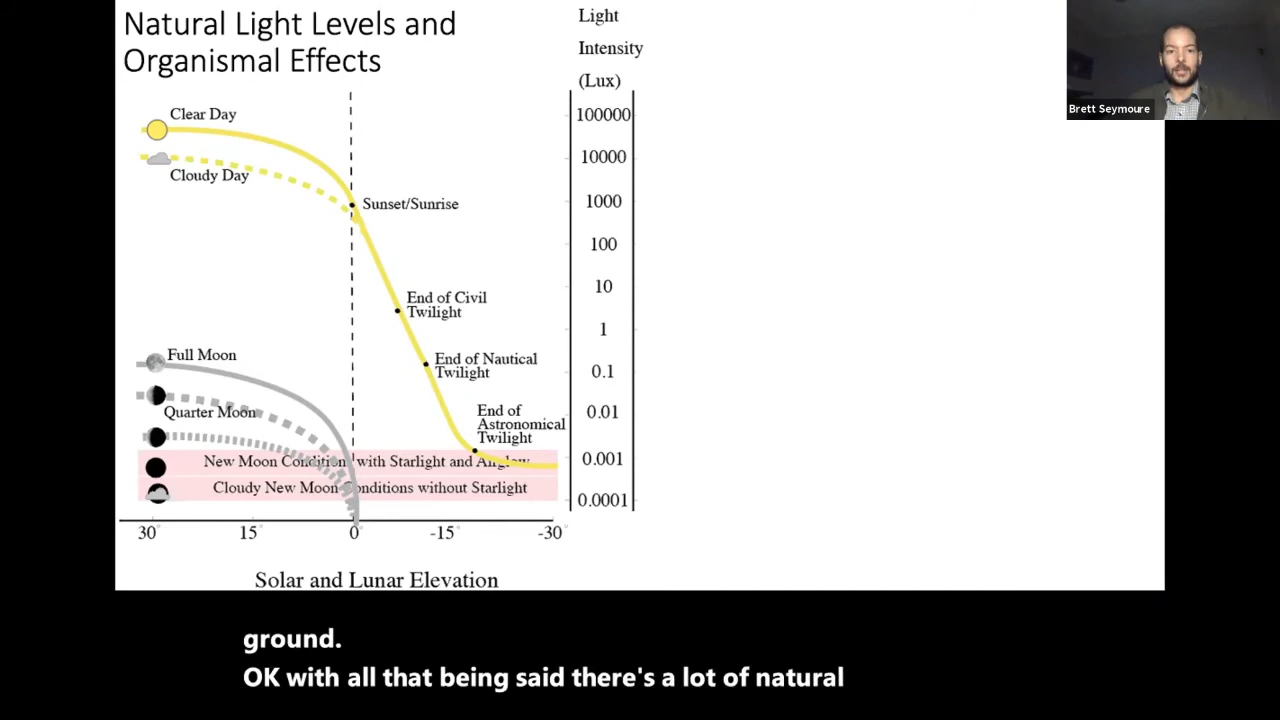 Natural Light Levels and
Organismal Effects
Light
Intensity
(Lux)
Brett Seymoure
Clear Day
Cloudy Day
Sunset/Sunrise
End of Civil
Twilight
End of Nautical
Twilight
End of
Astronomical
Twilight
Full Moon
Quarter Moon
New Moon Conditions with Starlight and Airglow
Cloudy New Moon Conditions without Starlight
100000
10000
1000
100
10
1
0.1
0.01
0.001
0.0001
30 15 0 -15 -30
Solar and Lunar Elevation
ground.
OK with all that being said there's a lot of natural